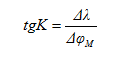 tgK = Δλ / Δφ_M